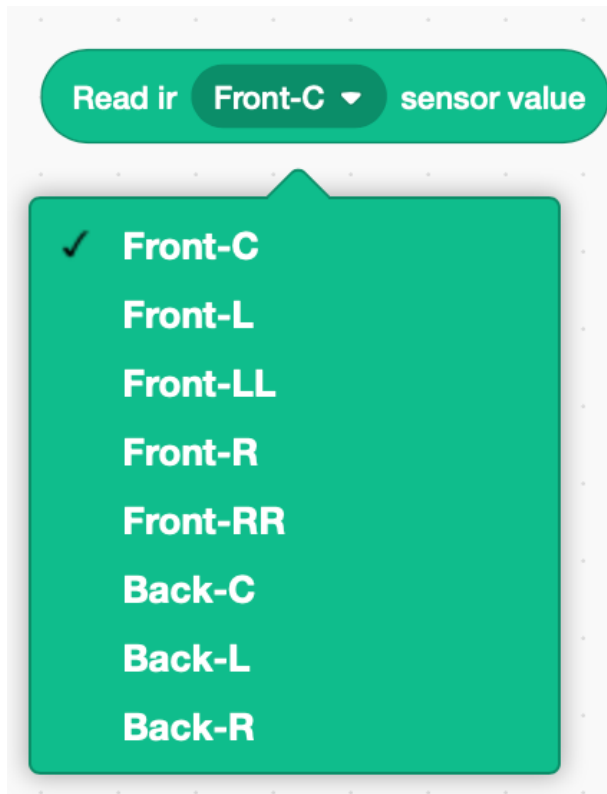 Read ir Front-C sensor value
Front-C
Front-L
Front-LL
Front-R
Front-RR
Back-C
Back-L
Back-R